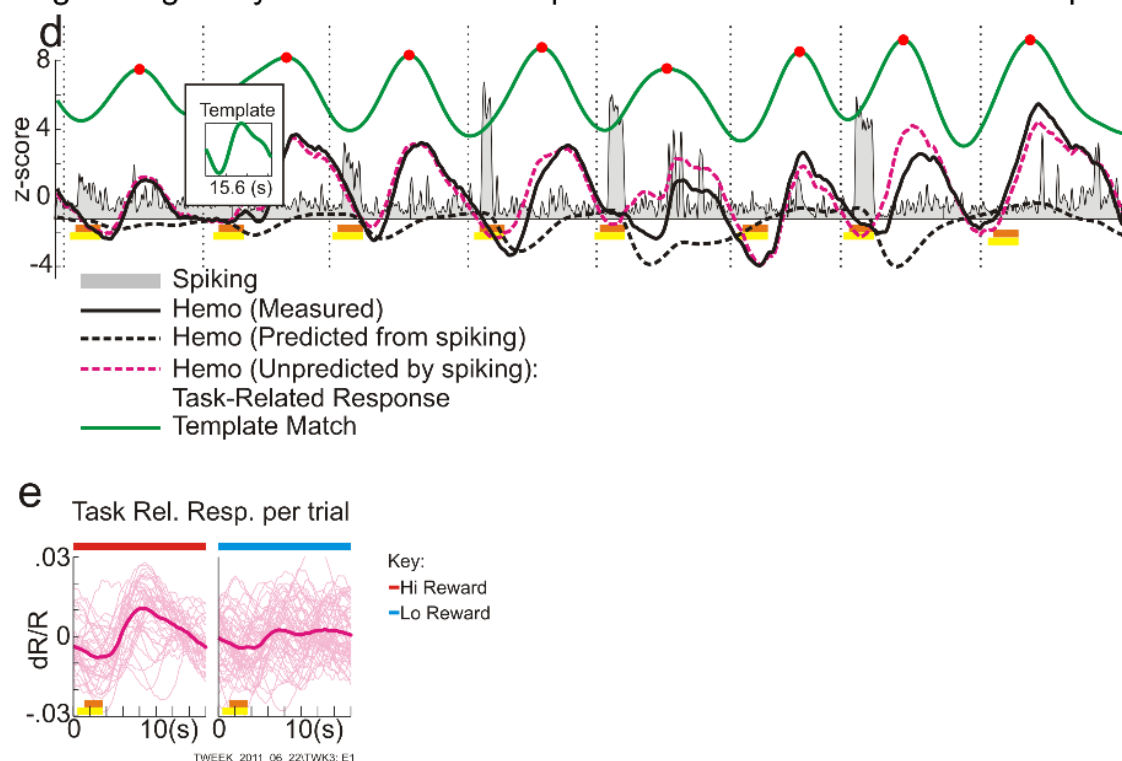 d
8
4
0
-4
z-score
Template
15.6 (s)
Spiking
Hemo (Measured)
Hemo (Predicted from spiking)
Hemo (Unpredicted by spiking):
Task-Related Response
Template Match
e
Task Rel. Resp. per trial
.03
0
-.03
dR/R
0 10(s)
0 10(s)
Key:
Hi Reward
Lo Reward
TWEEK_2011_06_22\TWK3; E1